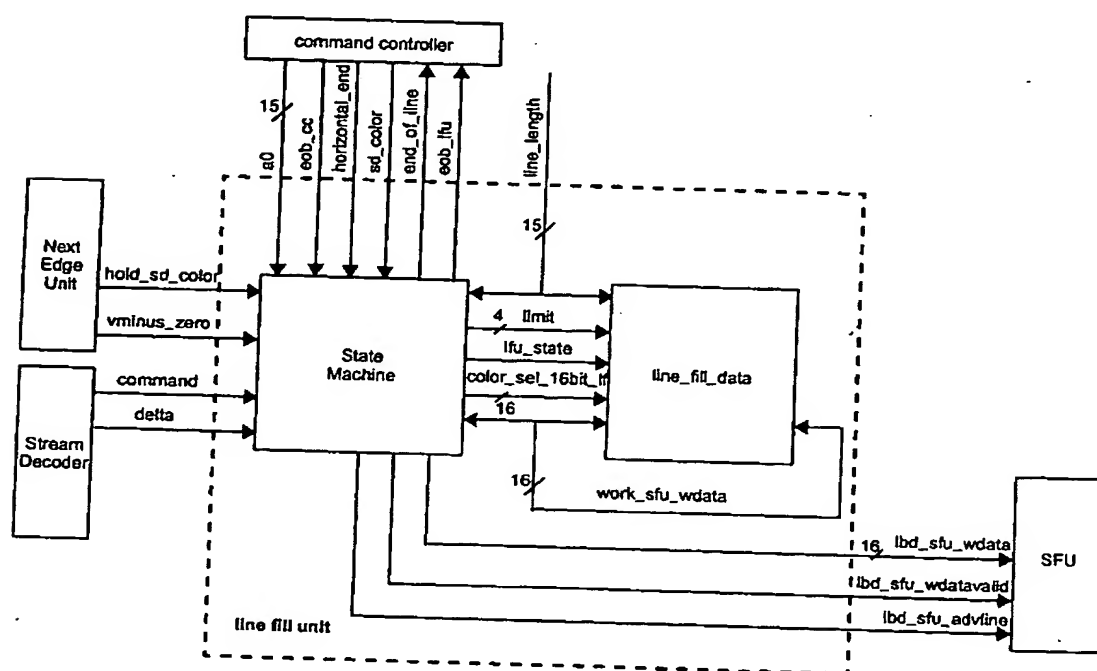 command controller
15
a0
eob_cc
horizontal_end
sd_color
end_of_line
eob_lfu
line_length
15
Next
Edge
Unit
hold_sd_color
vminus_zero
Stream
Decoder
command
delta
State
Machine
4
limit
lfu_state
color_sel_16bit_lf
16
line_fill_data
16
work_sfu_wdata
16
lbd_sfu_wdata
lbd_sfu_wdatavalid
lbd_sfu_advline
SFU
line fill unit